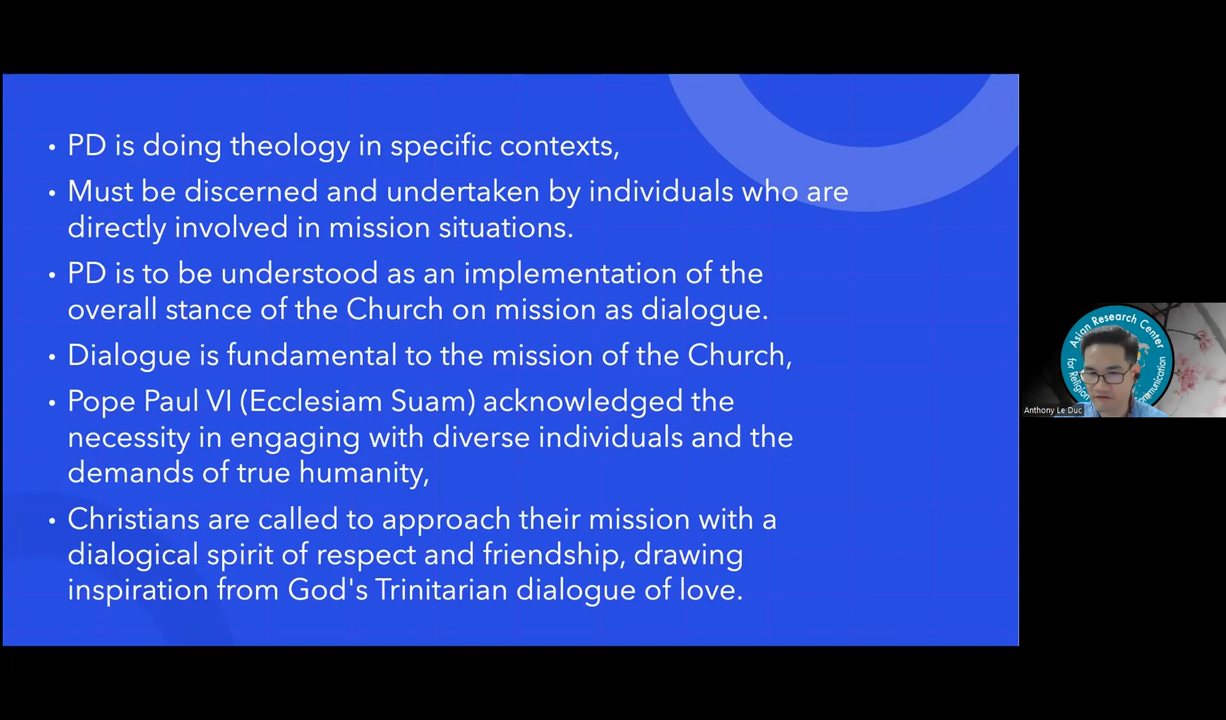 • PD is doing theology in specific contexts,
• Must be discerned and undertaken by individuals who are
directly involved in mission situations.
• PD is to be understood as an implementation of the
overall stance of the Church on mission as dialogue.
• Dialogue is fundamental to the mission of the Church,
• Pope Paul VI (Ecclesiam Suam) acknowledged the
necessity in engaging with diverse individuals and the
demands of true humanity,
• Christians are called to approach their mission with a
dialogical spirit of respect and friendship, drawing
inspiration from God's Trinitarian dialogue of love.
Asian Research Center
for Religion
Anthony Le Duc